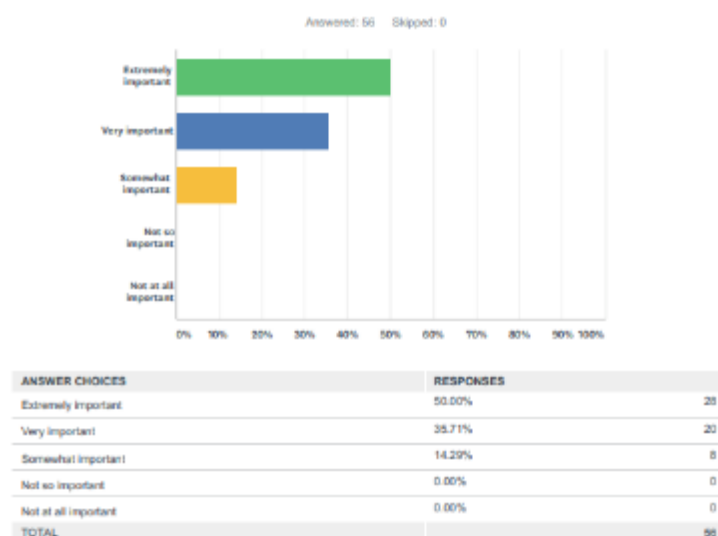 Answered: 56 Skipped: 0
Extremely
important
Very important
Somewhat
important
Not so
important
Not at all
important
0% 10% 20% 30% 40% 50% 60% 70% 80% 90% 100%
ANSWER CHOICES RESPONSES
Extremely important 50.00% 28
Very important 35.71% 20
Somewhat important 14.29% 8
Not so important 0.00% 0
Not at all important 0.00% 0
TOTAL 56